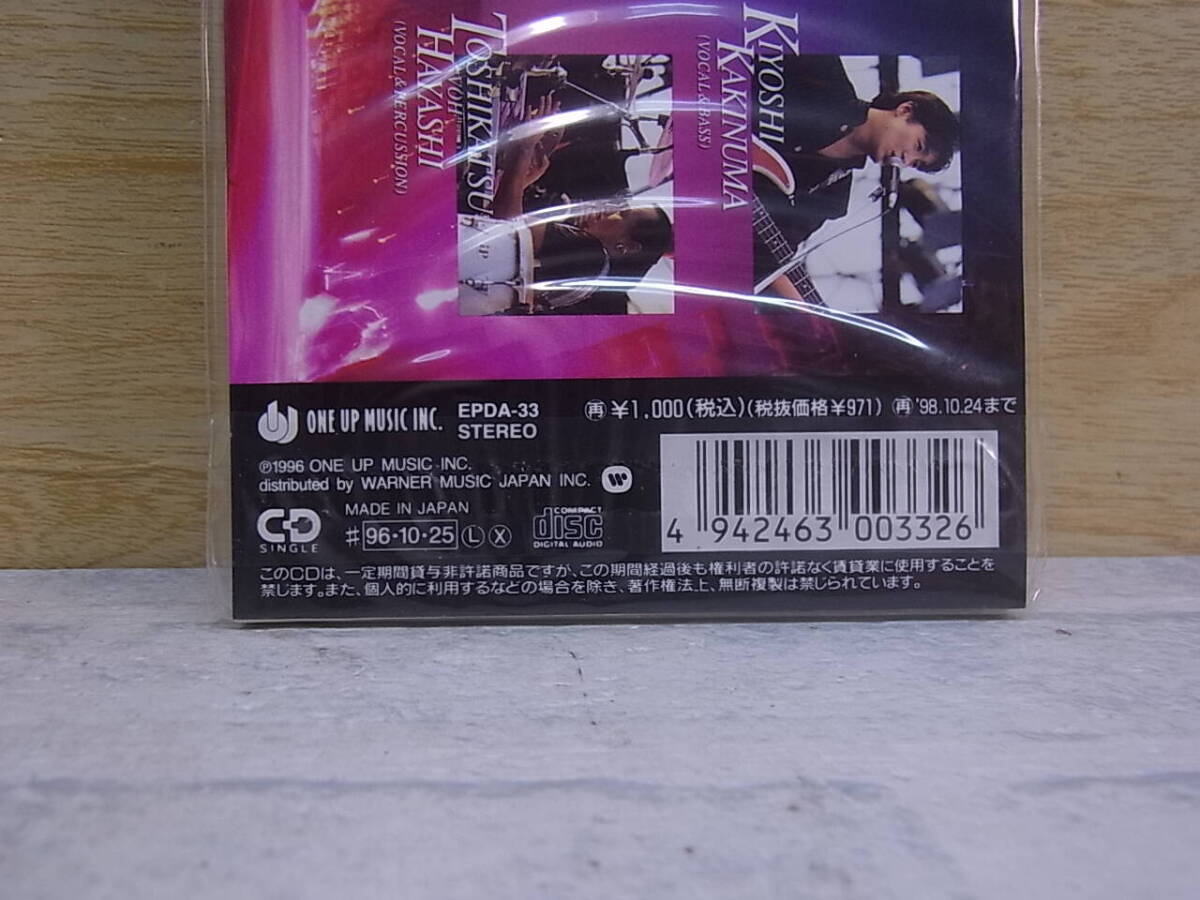 KIYOSHI
KAKINUMA
(VOCAL & BASS)
TOSHIKATSU
HAYASHI
(VOCAL & PERCUSSION)
ONE UP MUSIC INC.
EPDA-33
STEREO
再 ¥1,000(税込)(税抜価格¥971) 再 '98.10.24まで
Ⓟ1996 ONE UP MUSIC INC.
distributed by WARNER MUSIC JAPAN INC.
MADE IN JAPAN
♯ 96・10・25 Ⓛ Ⓧ
CD
SINGLE
COMPACT
disc
DIGITAL AUDIO
4 942463 003326
このCDは、一定期間貸与非許諾商品ですが、この期間経過後も権利者の許諾なく賃貸業に使用することを
禁じます。また、個人的に利用するなどの場合を除き、著作権法上、無断複製は禁じられています。